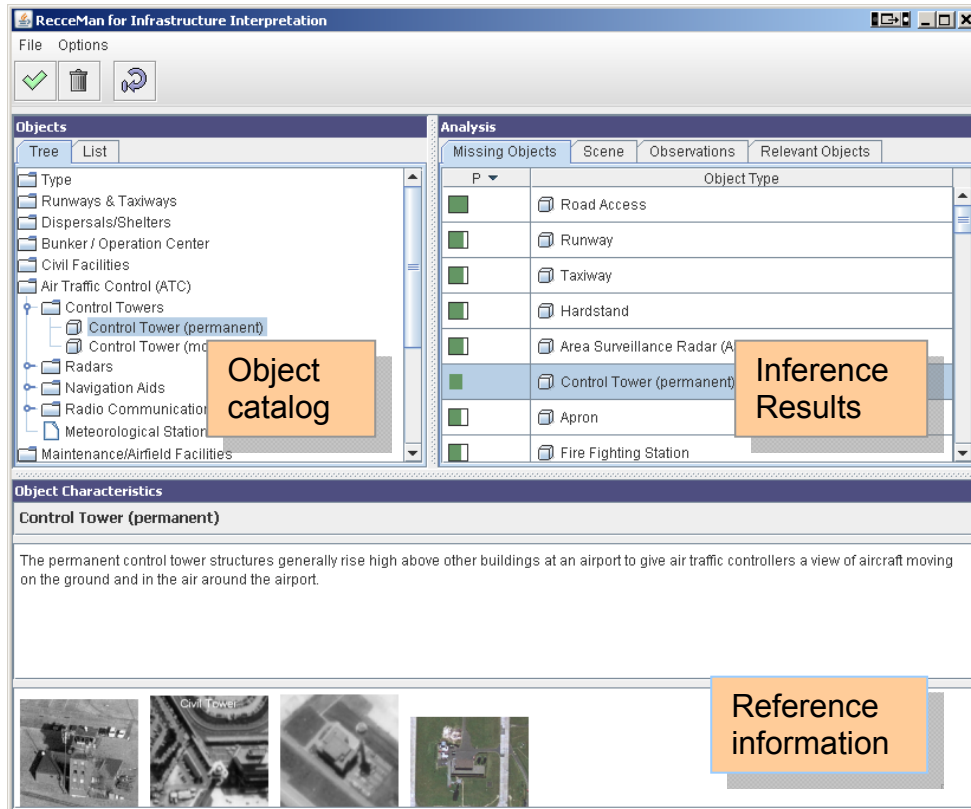 RecceMan for Infrastructure Interpretation
File Options
Objects
Tree List
Type
Runways & Taxiways
Dispersals/Shelters
Bunker / Operation Center
Civil Facilities
Air Traffic Control (ATC)
Control Towers
Control Tower (permanent)
Control Tower (mo
Radars
Navigation Aids
Radio Communication
Meteorological Station
Maintenance/Airfield Facilities
Object
catalog
Analysis
Missing Objects Scene Observations Relevant Objects
P Object Type
Road Access
Runway
Taxiway
Hardstand
Area Surveillance Radar (A
Control Tower (permanent)
Apron
Fire Fighting Station
Inference
Results
Object Characteristics
Control Tower (permanent)
The permanent control tower structures generally rise high above other buildings at an airport to give air traffic controllers a view of aircraft moving
on the ground and in the air around the airport.
Civil Tower
Reference
information